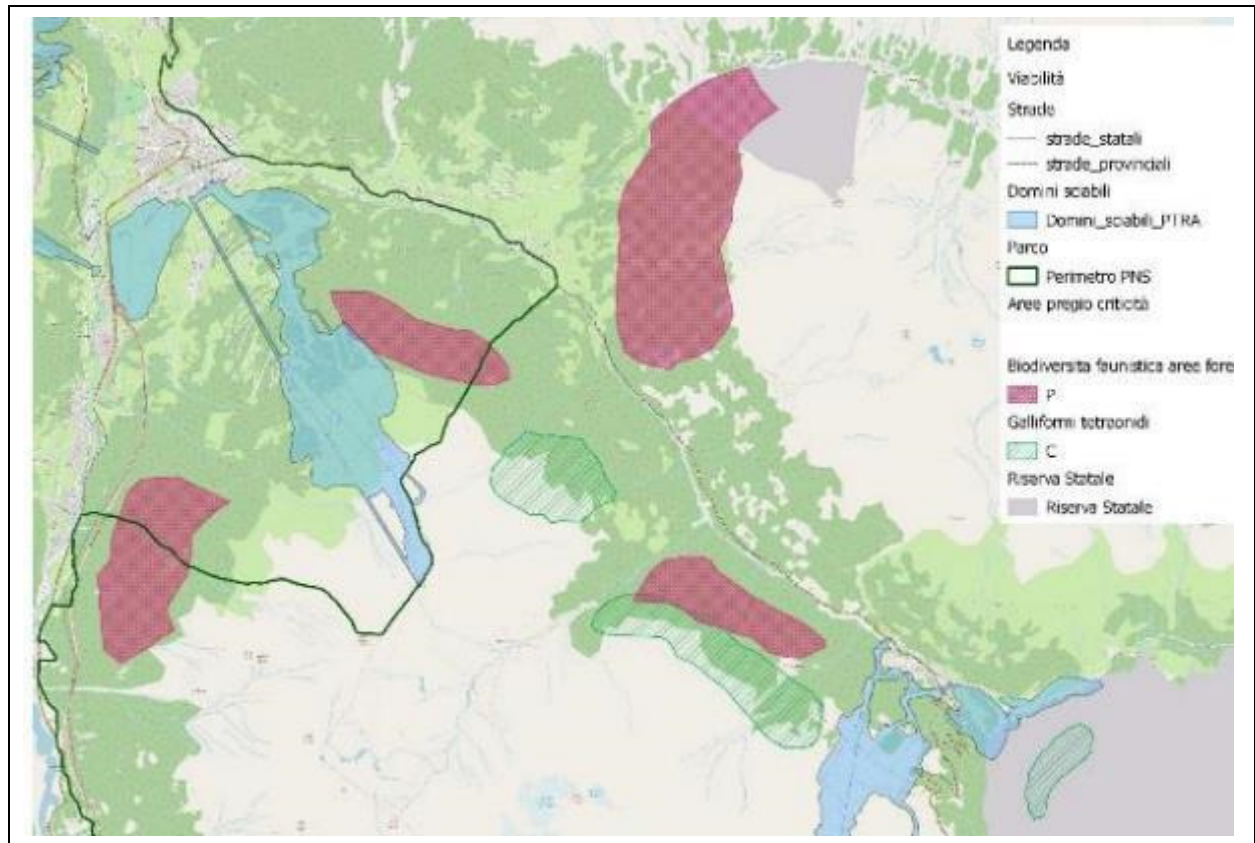 Legenda
Viabilità
Strade
strade_statali
strade_provinciali
Domini sciabili
Domini_sciabili_PTRA
Parco
Perimetro PNS
Aree pregio criticità
Biodiversita faunistica aree fore
P
Galliformi tetraonidi
C
Riserva Statale
Riserva Statale